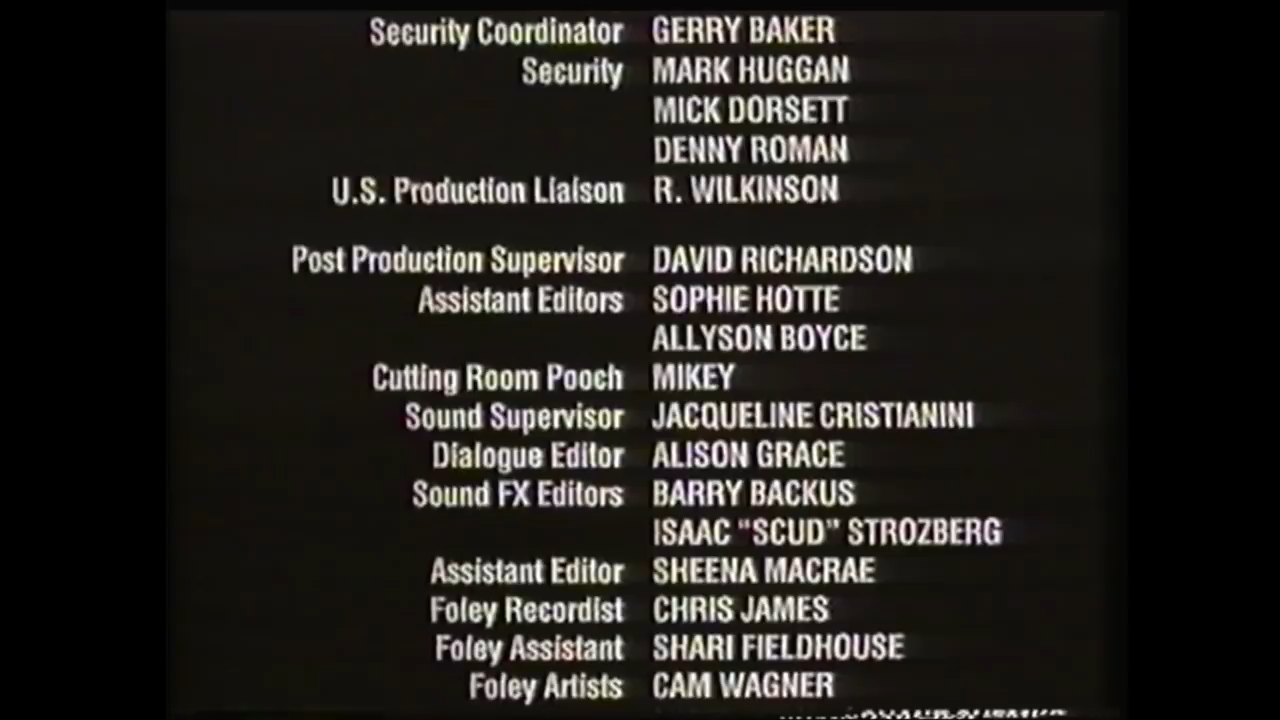 Security Coordinator GERRY BAKER
Security MARK HUGGAN
MICK DORSETT
DENNY ROMAN
U.S. Production Liaison R. WILKINSON
Post Production Supervisor DAVID RICHARDSON
Assistant Editors SOPHIE HOTTE
ALLYSON BOYCE
Cutting Room Pooch MIKEY
Sound Supervisor JACQUELINE CRISTIANINI
Dialogue Editor ALISON GRACE
Sound FX Editors BARRY BACKUS
ISAAC "SCUD" STROZBERG
Assistant Editor SHEENA MACRAE
Foley Recordist CHRIS JAMES
Foley Assistant SHARI FIELDHOUSE
Foley Artists CAM WAGNER